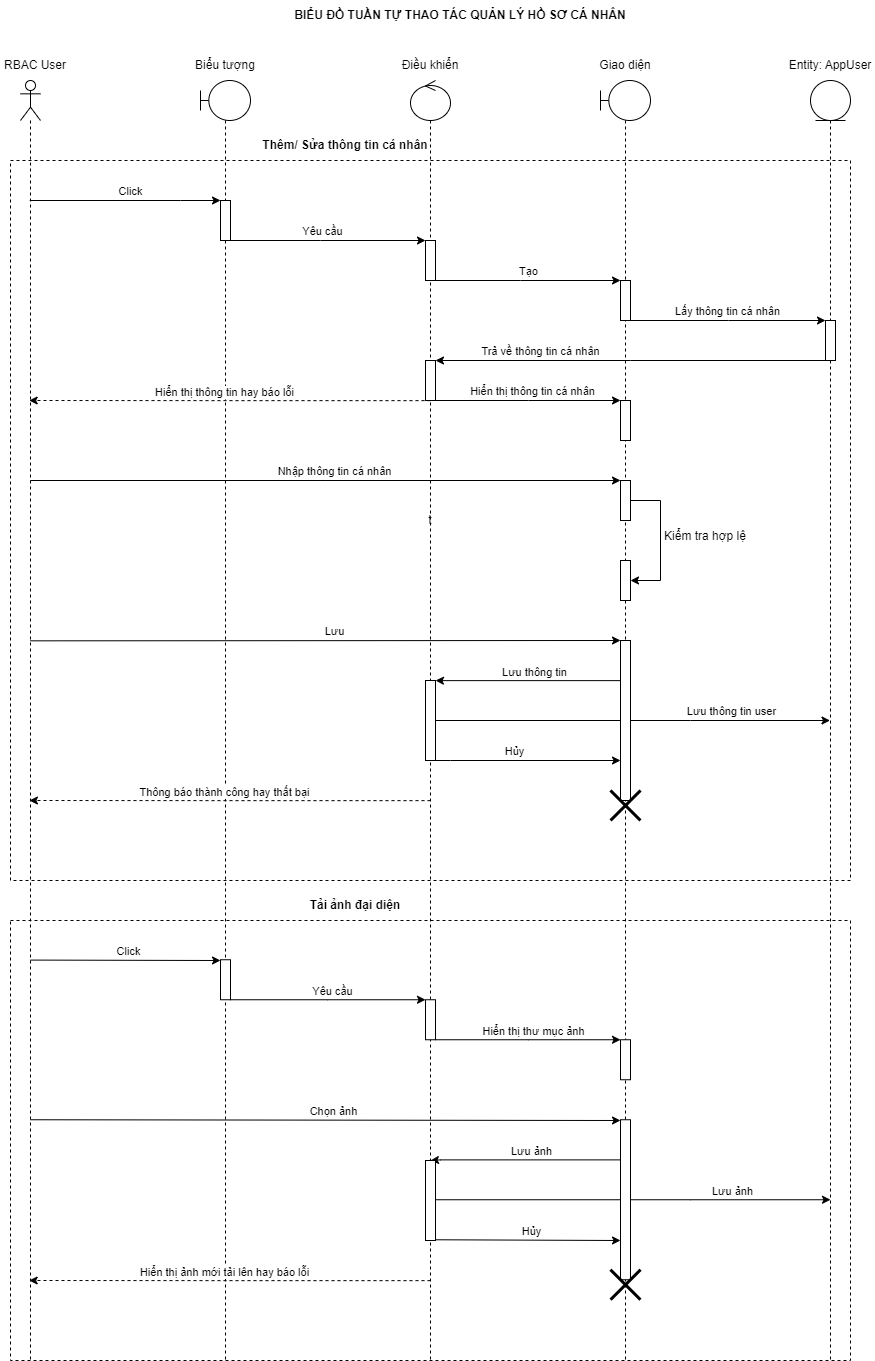 BIỂU ĐỒ TUẦN TỰ THAO TÁC QUẢN LÝ HỒ SƠ CÁ NHÂN
RBAC User
Biểu tượng
Điều khiển
Giao diện
Entity: AppUser
Thêm/ Sửa thông tin cá nhân
Click
Yêu cầu
Tạo
Lấy thông tin cá nhân
Trả về thông tin cá nhân
Hiển thị thông tin hay báo lỗi
Hiển thị thông tin cá nhân
Nhập thông tin cá nhân
t
Kiểm tra hợp lệ
Lưu
Lưu thông tin
Lưu thông tin user
Hủy
Thông báo thành công hay thất bại
Tải ảnh đại diện
Click
Yêu cầu
Hiển thị thư mục ảnh
Chọn ảnh
Lưu ảnh
Lưu ảnh
Hủy
Hiển thị ảnh mới tải lên hay báo lỗi